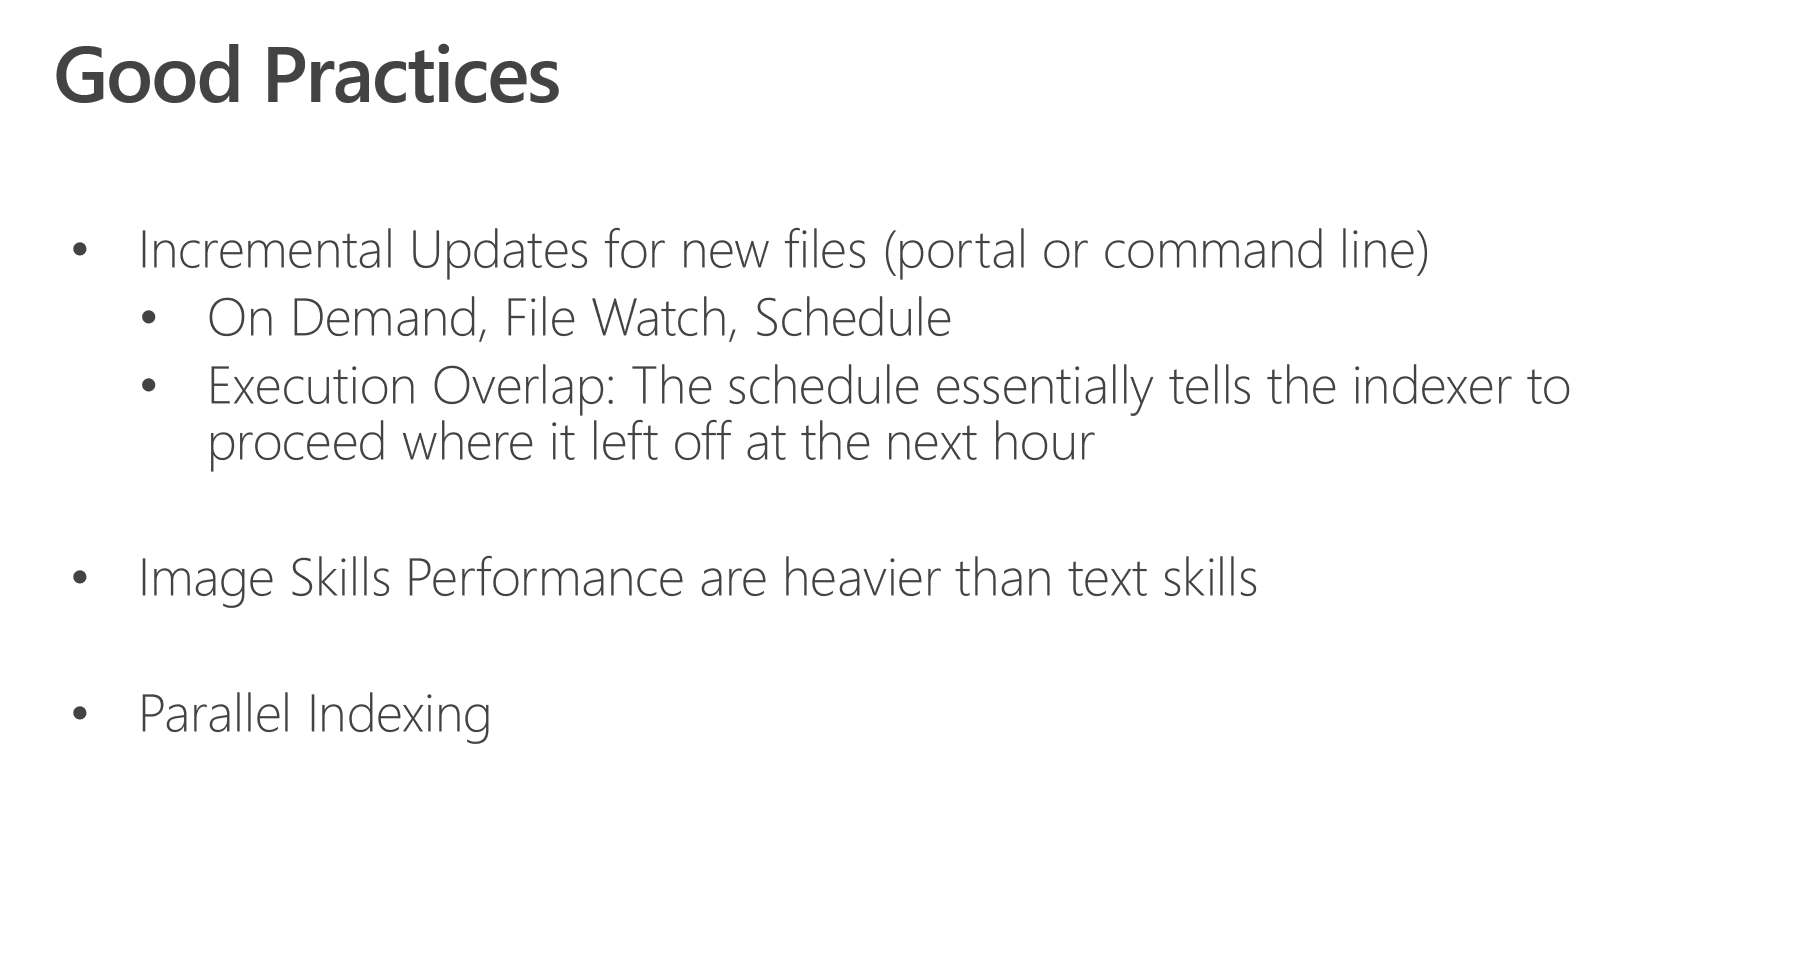 Good Practices
• Incremental Updates for new files (portal or command line)
• On Demand, File Watch, Schedule
• Execution Overlap: The schedule essentially tells the indexer to
proceed where it left off at the next hour
• Image Skills Performance are heavier than text skills
• Parallel Indexing